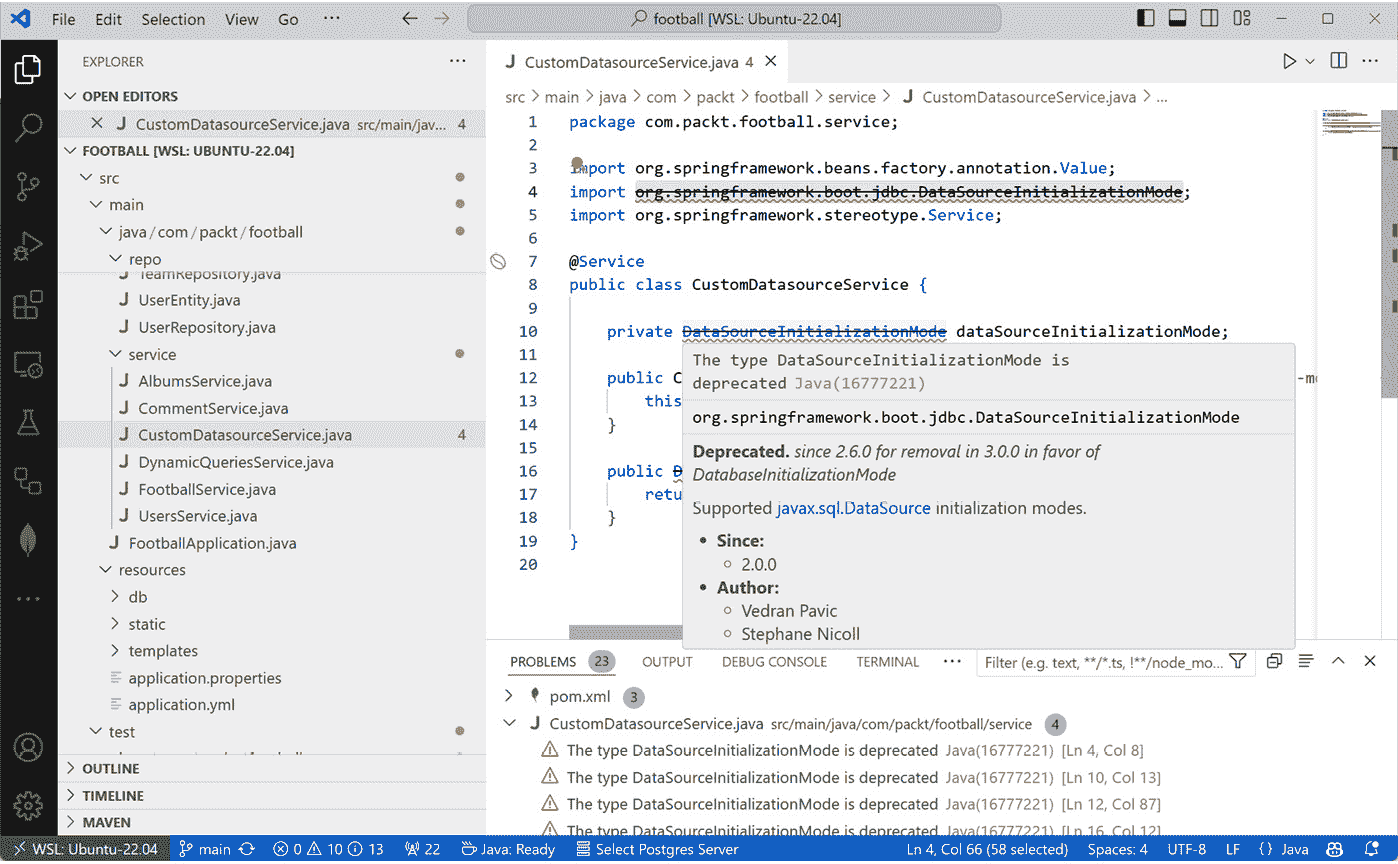 File Edit Selection View Go ··· football [WSL: Ubuntu-22.04]
EXPLORER ···
OPEN EDITORS
J CustomDatasourceService.java src/main/jav... 4
FOOTBALL [WSL: UBUNTU-22.04]
src
main
java / com / packt / football
repo
J TeamRepository.java
J UserEntity.java
J UserRepository.java
service
J AlbumsService.java
J CommentService.java
J CustomDatasourceService.java 4
J DynamicQueriesService.java
J FootballService.java
J UsersService.java
J FootballApplication.java
resources
db
static
templates
application.properties
application.yml
test
OUTLINE
TIMELINE
MAVEN
J CustomDatasourceService.java 4
src > main > java > com > packt > football > service > J CustomDatasourceService.java > ...
1 package com.packt.football.service;
2
3 import org.springframework.beans.factory.annotation.Value;
4 import org.springframework.boot.jdbc.DataSourceInitializationMode;
5 import org.springframework.stereotype.Service;
6
7 @Service
8 public class CustomDatasourceService {
9
10 private DataSourceInitializationMode dataSourceInitializationMode;
11
12 public C
13 this
14 }
15
16 public D
17 retu
18 }
19 }
20
The type DataSourceInitializationMode is
deprecated Java(16777221)
org.springframework.boot.jdbc.DataSourceInitializationMode
Deprecated. since 2.6.0 for removal in 3.0.0 in favor of
DatabaseInitializationMode
Supported javax.sql.DataSource initialization modes.
• Since:
2.0.0
• Author:
Vedran Pavic
Stephane Nicoll
PROBLEMS 23 OUTPUT DEBUG CONSOLE TERMINAL ··· Filter (e.g. text, **/*.ts, !**/node_mo...
pom.xml 3
J CustomDatasourceService.java src/main/java/com/packt/football/service 4
The type DataSourceInitializationMode is deprecated Java(16777221) [Ln 4, Col 8]
The type DataSourceInitializationMode is deprecated Java(16777221) [Ln 10, Col 13]
The type DataSourceInitializationMode is deprecated Java(16777221) [Ln 12, Col 87]
The type DataSourceInitializationMode is deprecated Java(16777221) [Ln 16, Col 12]
WSL: Ubuntu-22.04 main 0 10 13 22 Java: Ready Select Postgres Server Ln 4, Col 66 (58 selected) Spaces: 4 UTF-8 LF {} Java